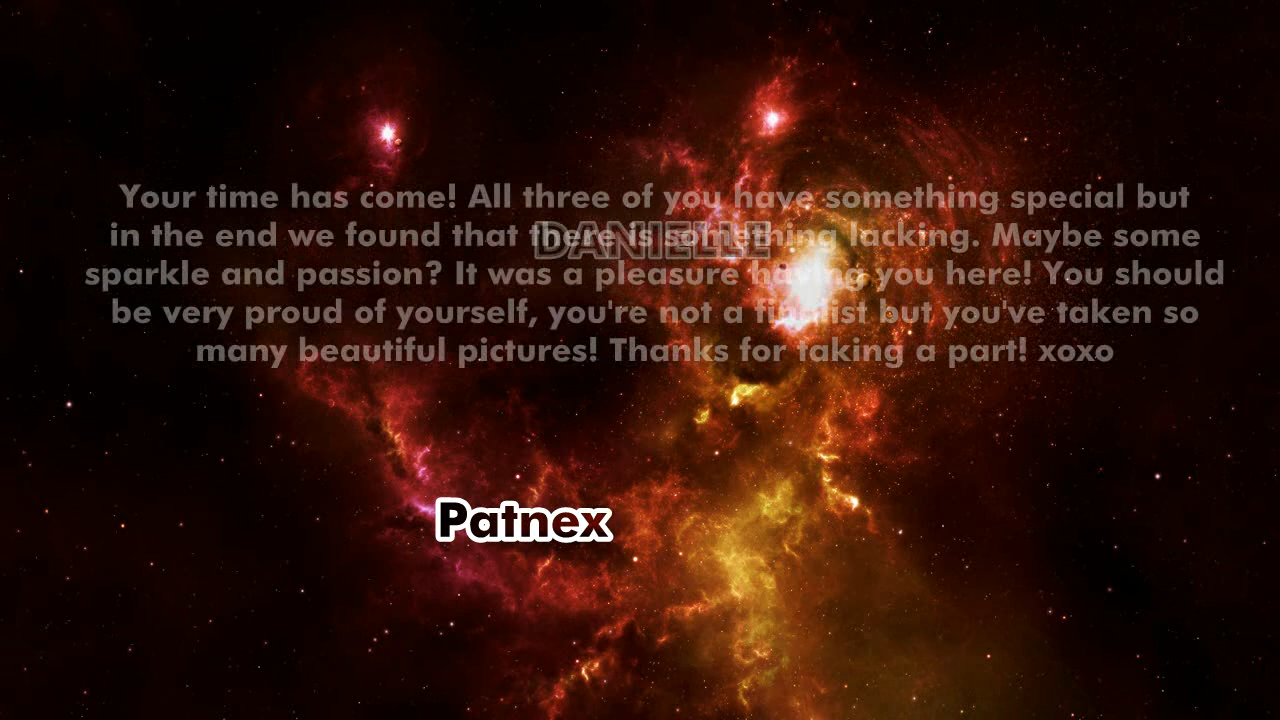 Your time has come! All three of you have something special but
in the end we found that there is something lacking. Maybe some
DANIELLE
sparkle and passion? It was a pleasure having you here! You should
be very proud of yourself, you're not a finalist but you've taken so
many beautiful pictures! Thanks for taking a part! xoxo
Patnex